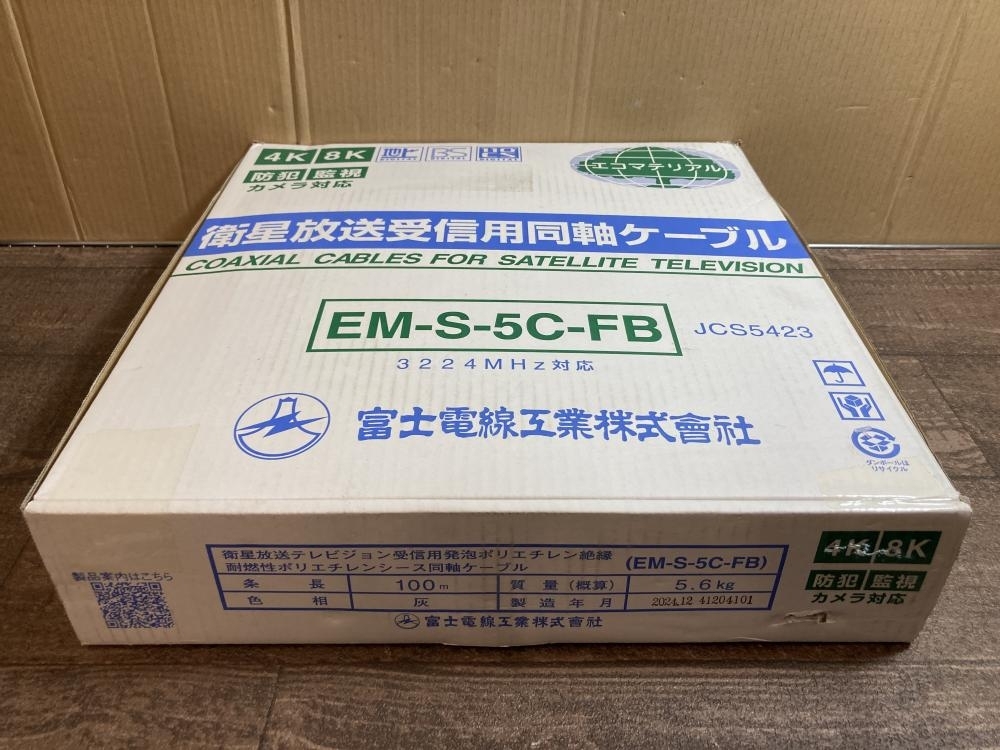 4K 8K 地デジ DIGITAL BS DIGITAL DIGITAL
防犯 監視
カメラ対応
エコマテリアル
衛星放送受信用同軸ケーブル
COAXIAL CABLES FOR SATELLITE TELEVISION
EM-S-5C-FB JCS5423
3224MHz対応
富士電線工業株式會社
ダンボールは
リサイクル
製品案内はこちら
衛星放送テレビジョン受信用発泡ポリエチレン絶縁
耐燃性ポリエチレンシース同軸ケーブル (EM-S-5C-FB)
条長 100m 質量(概算) 5.6kg
色相 灰 製造年月 2024.12 41204101
富士電線工業株式會社
4K 8K
防犯 監視
カメラ対応